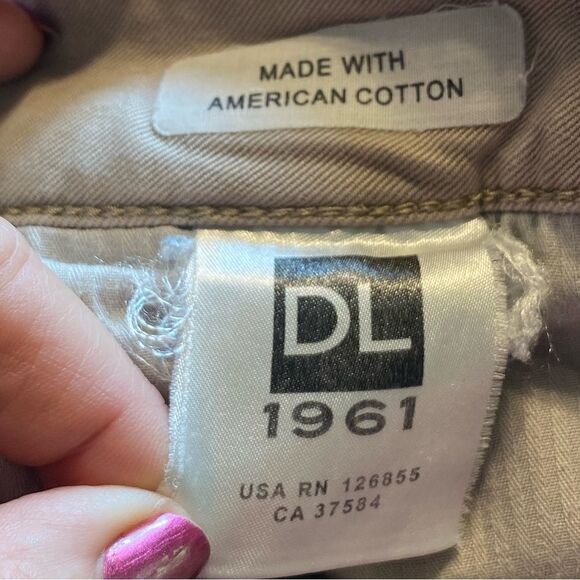 MADE WITH
AMERICAN COTTON
DL
1961
USA RN 126855
CA 37584